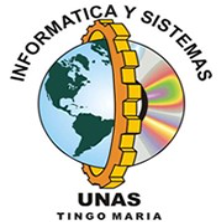 INFORMATICA Y SISTEMAS
UNAS
TINGO MARIA